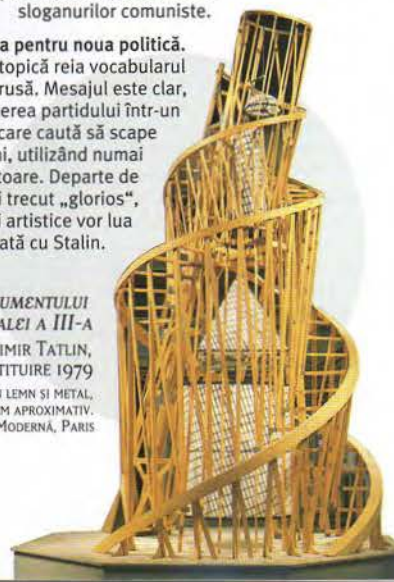 sloganurilor comuniste.
a pentru noua politică.
topică reia vocabularul
rusă. Mesajul este clar,
erea partidului într-un
care caută să scape
i, utilizând numai
toare. Departe de
i trecut „glorios“,
i artistice vor lua
ată cu Stalin.
UMENTULUI
ALEI A III-A
IMIR TATLIN,
TITUIRE 1979
LEMN ȘI METAL,
M APROXIMATIV.
MODERNĂ, PARIS